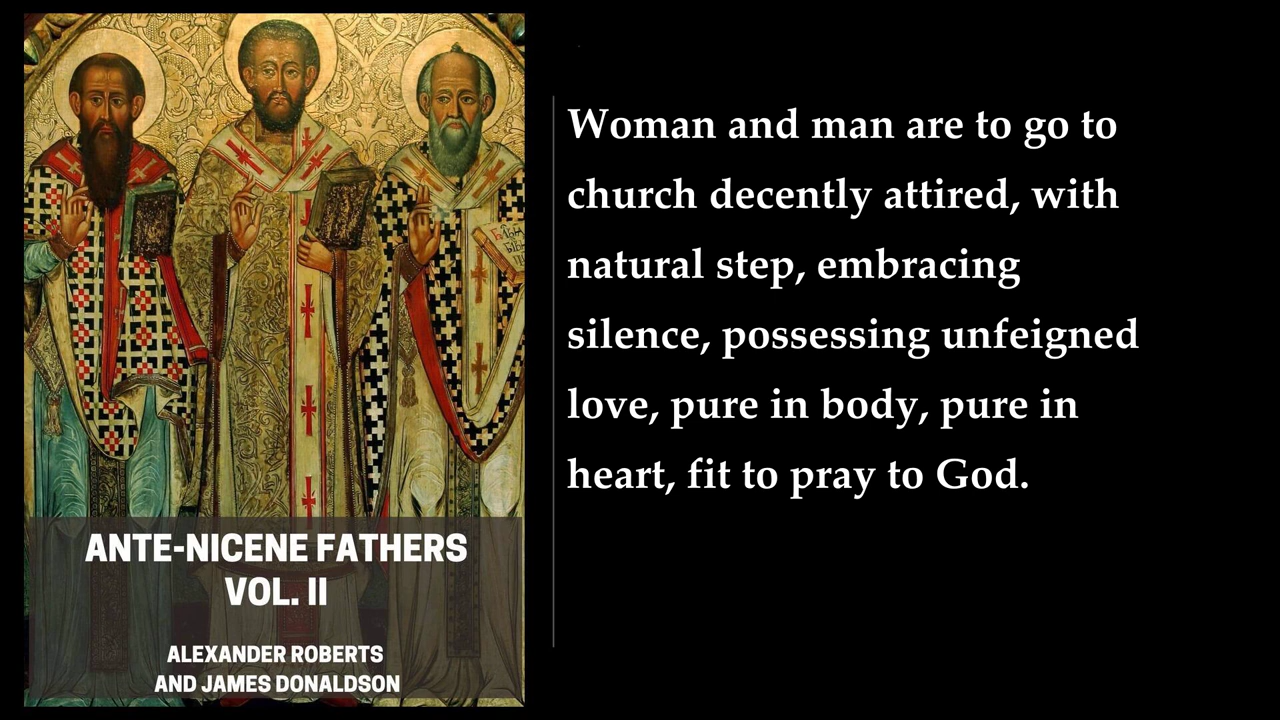 ANTE-NICENE FATHERS
VOL. II
ALEXANDER ROBERTS
AND JAMES DONALDSON
Woman and man are to go to
church decently attired, with
natural step, embracing
silence, possessing unfeigned
love, pure in body, pure in
heart, fit to pray to God.